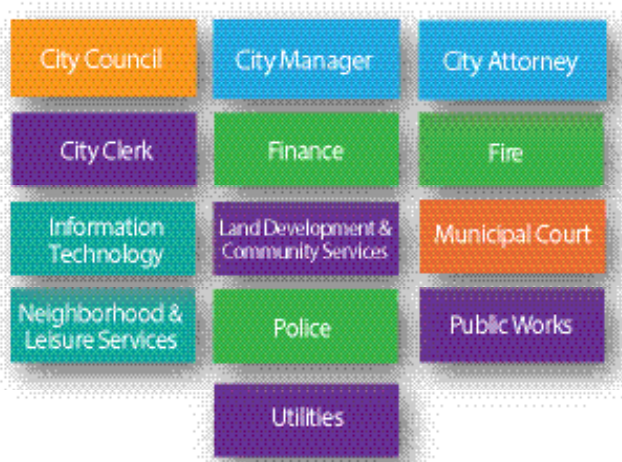 City Council
City Manager
City Attorney
City Clerk
Finance
Fire
Information
Technology
Land Development &
Community Services
Municipal Court
Neighborhood &
Leisure Services
Police
Public Works
Utilities